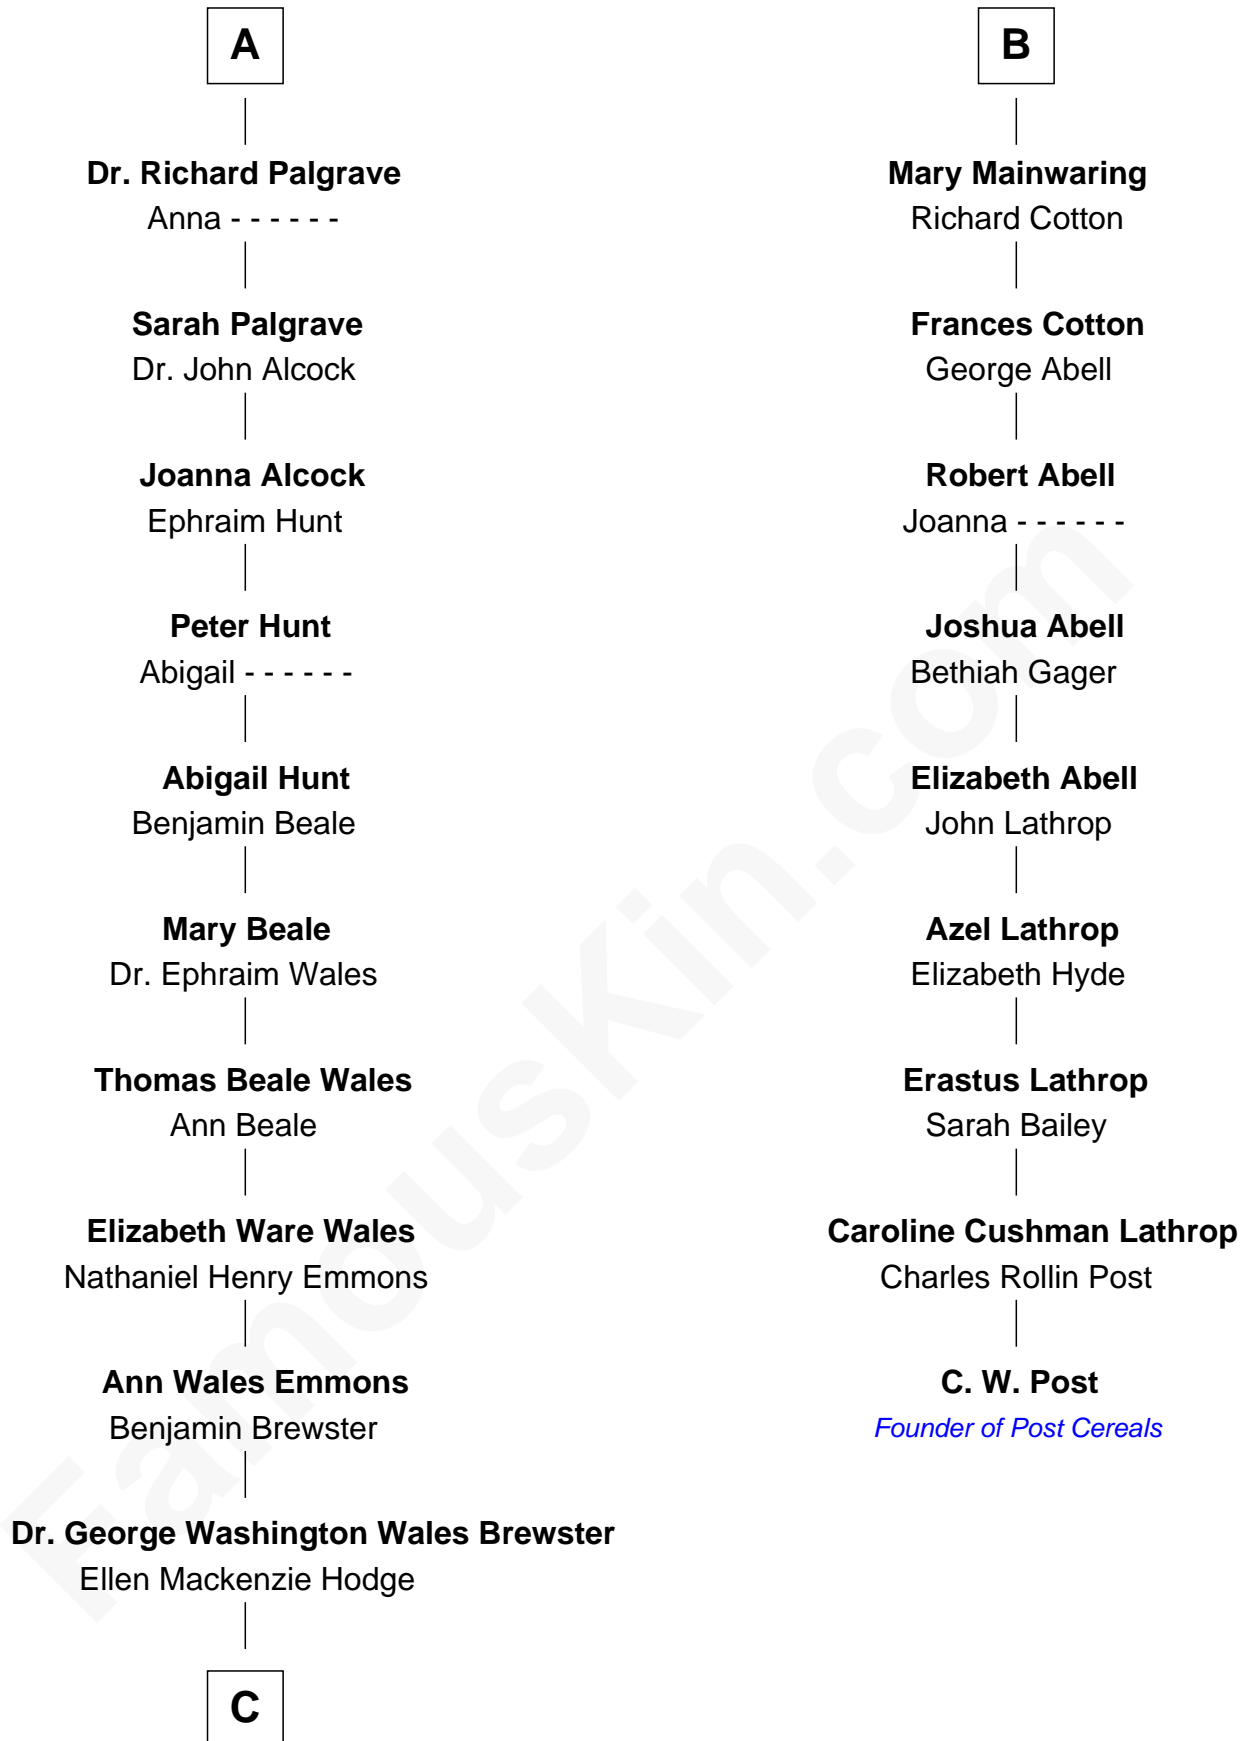 A
Dr. Richard Palgrave
Anna - - - - - -
Sarah Palgrave
Dr. John Alcock
Joanna Alcock
Ephraim Hunt
Peter Hunt
Abigail - - - - - -
Abigail Hunt
Benjamin Beale
Mary Beale
Dr. Ephraim Wales
Thomas Beale Wales
Ann Beale
Elizabeth Ware Wales
Nathaniel Henry Emmons
Ann Wales Emmons
Benjamin Brewster
Dr. George Washington Wales Brewster
Ellen Mackenzie Hodge
C
B
Mary Mainwaring
Richard Cotton
Frances Cotton
George Abell
Robert Abell
Joanna - - - - - -
Joshua Abell
Bethiah Gager
Elizabeth Abell
John Lathrop
Azel Lathrop
Elizabeth Hyde
Erastus Lathrop
Sarah Bailey
Caroline Cushman Lathrop
Charles Rollin Post
C. W. Post
Founder of Post Cereals
FamousKin.com